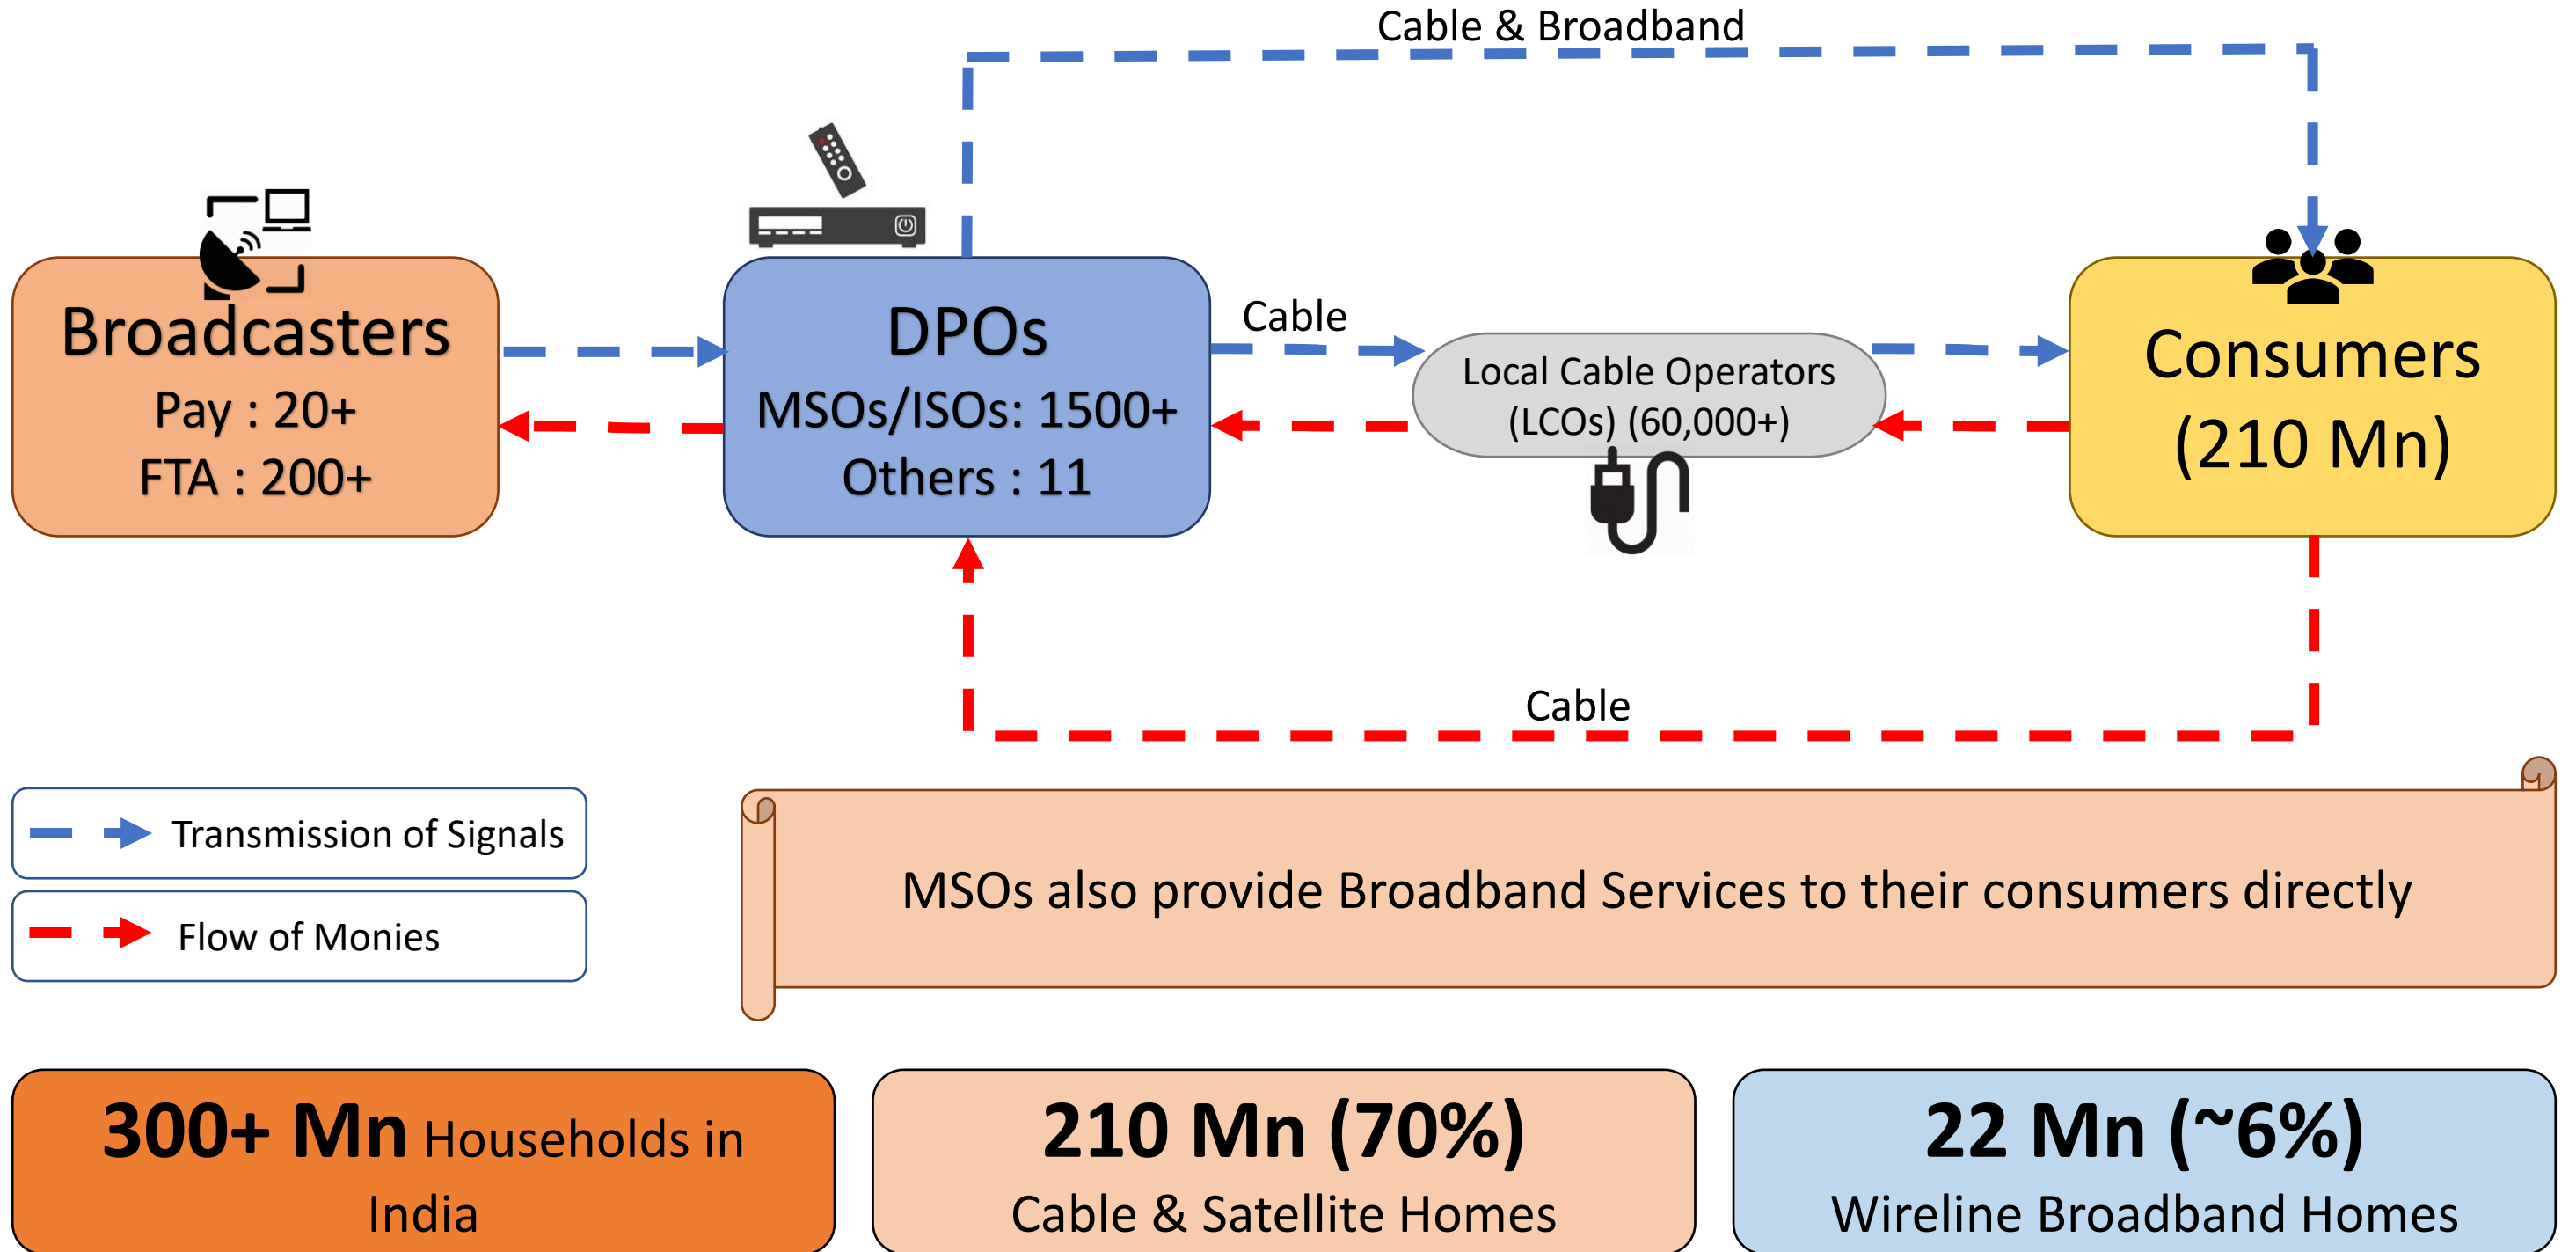 Cable & Broadband
Broadcasters
Pay : 20+
FTA : 200+
DPOs
MSOs/ISOs: 1500+
Others : 11
Cable
Local Cable Operators
(LCOs) (60,000+)
Consumers
(210 Mn)
Cable
Transmission of Signals
Flow of Monies
MSOs also provide Broadband Services to their consumers directly
300+ Mn Households in
India
210 Mn (70%)
Cable & Satellite Homes
22 Mn (~6%)
Wireline Broadband Homes